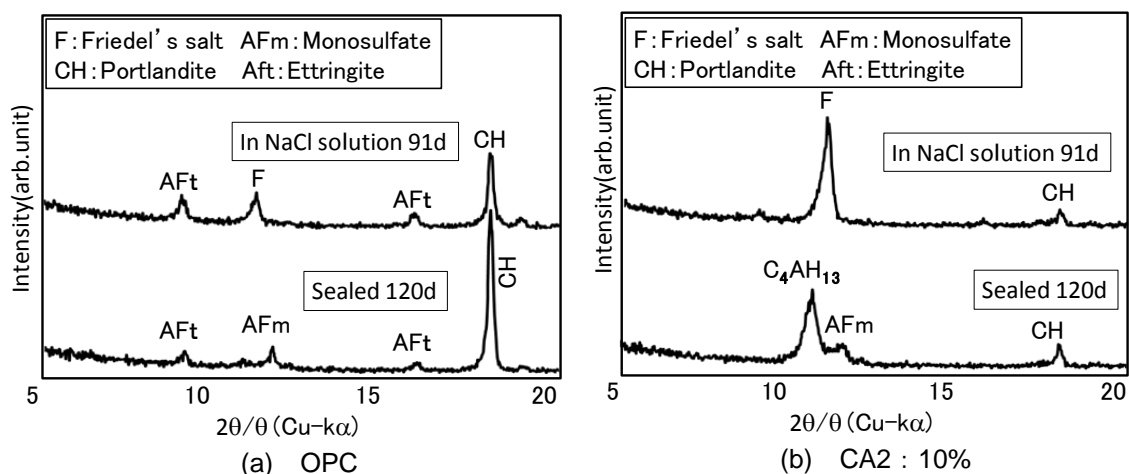 F:Friedel's salt AFm:Monosulfate
CH:Portlandite Aft:Ettringite
In NaCl solution 91d
CH
AFt
F
AFt
Sealed 120d
CH
AFt
AFm
AFt
Intensity(arb.unit)
5 10 15 20
2θ/θ(Cu-kα)
(a) OPC
F:Friedel's salt AFm:Monosulfate
CH:Portlandite Aft:Ettringite
F
In NaCl solution 91d
CH
C₄AH₁₃
AFm
Sealed 120d
CH
Intensity(arb.unit)
5 10 15 20
2θ/θ(Cu-kα)
(b) CA2 : 10%